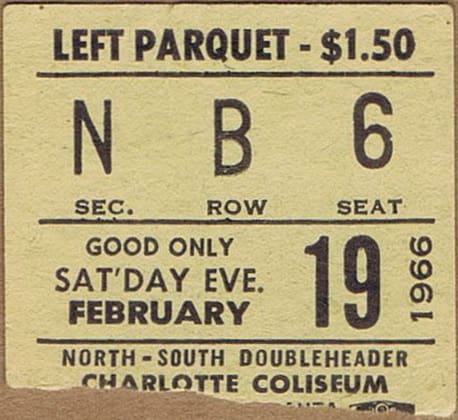 LEFT PARQUET - $1.50
N B 6
SEC. ROW SEAT
GOOD ONLY
SAT'DAY EVE.
FEBRUARY
19
1966
NORTH - SOUTH DOUBLEHEADER
CHARLOTTE COLISEUM